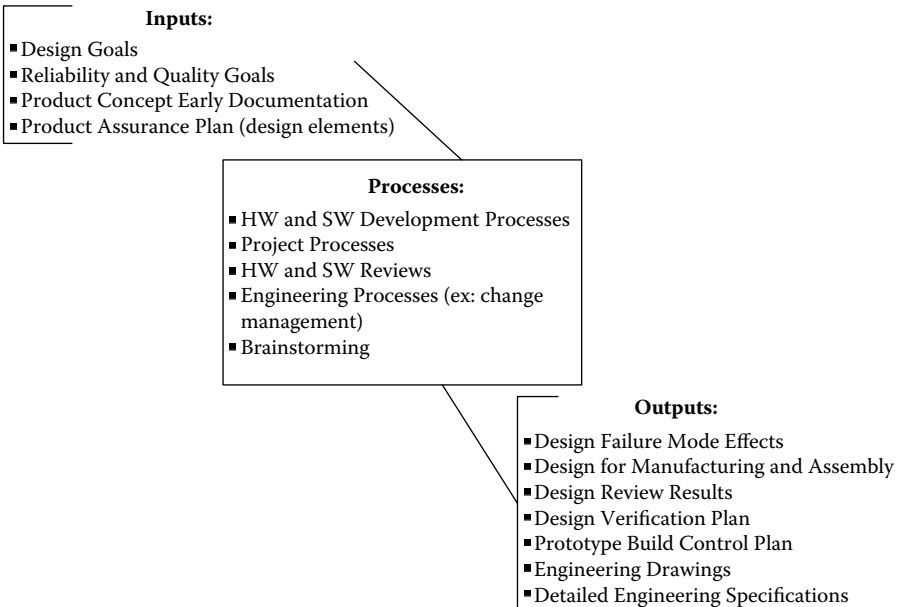 Inputs:
▪ Design Goals
▪ Reliability and Quality Goals
▪ Product Concept Early Documentation
▪ Product Assurance Plan (design elements)
Processes:
▪ HW and SW Development Processes
▪ Project Processes
▪ HW and SW Reviews
▪ Engineering Processes (ex: change
management)
▪ Brainstorming
Outputs:
▪ Design Failure Mode Effects
▪ Design for Manufacturing and Assembly
▪ Design Review Results
▪ Design Verification Plan
▪ Prototype Build Control Plan
▪ Engineering Drawings
▪ Detailed Engineering Specifications